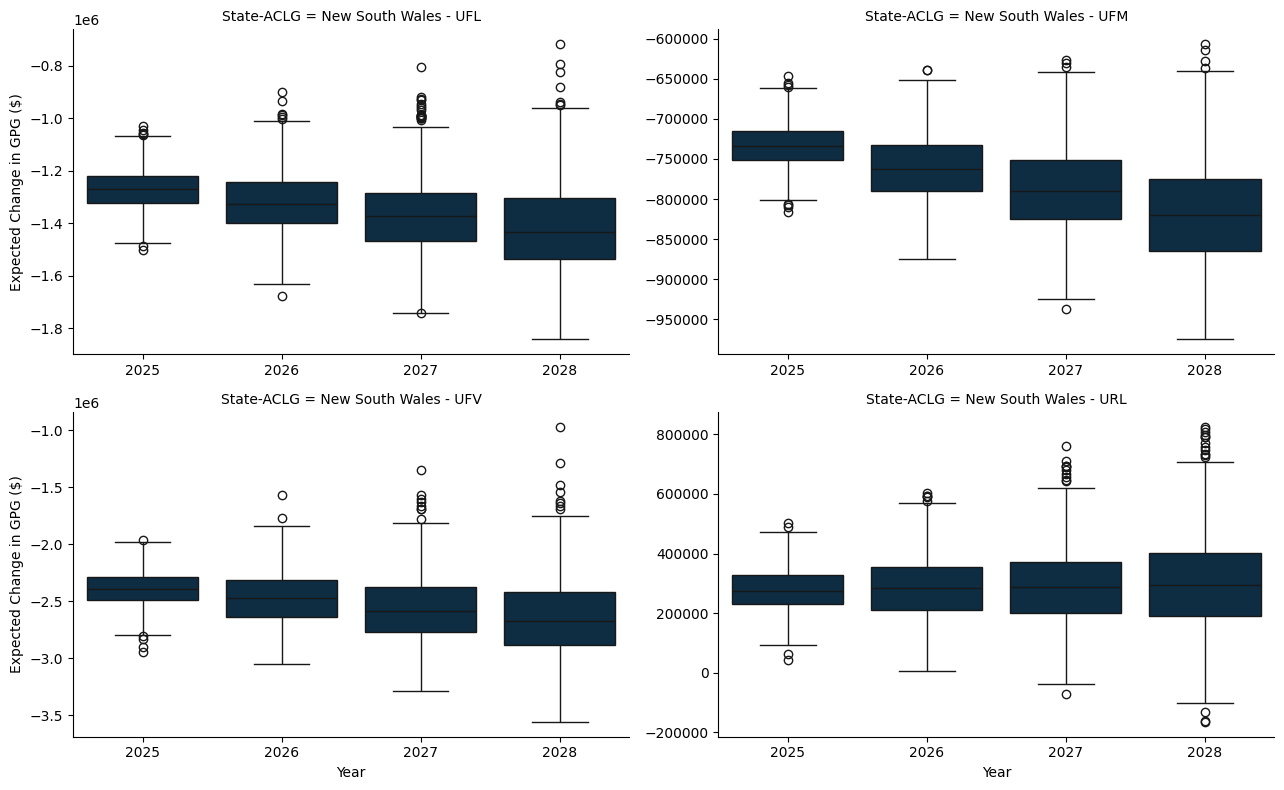 State-ACLG = New South Wales - UFL
1e6
−0.8
−1.0
−1.2
−1.4
−1.6
−1.8
Expected Change in GPG ($)
2025 2026 2027 2028
State-ACLG = New South Wales - UFM
−600000
−650000
−700000
−750000
−800000
−850000
−900000
−950000
2025 2026 2027 2028
State-ACLG = New South Wales - UFV
1e6
−1.0
−1.5
−2.0
−2.5
−3.0
−3.5
Expected Change in GPG ($)
2025 2026 2027 2028
Year
State-ACLG = New South Wales - URL
800000
600000
400000
200000
0
−200000
2025 2026 2027 2028
Year